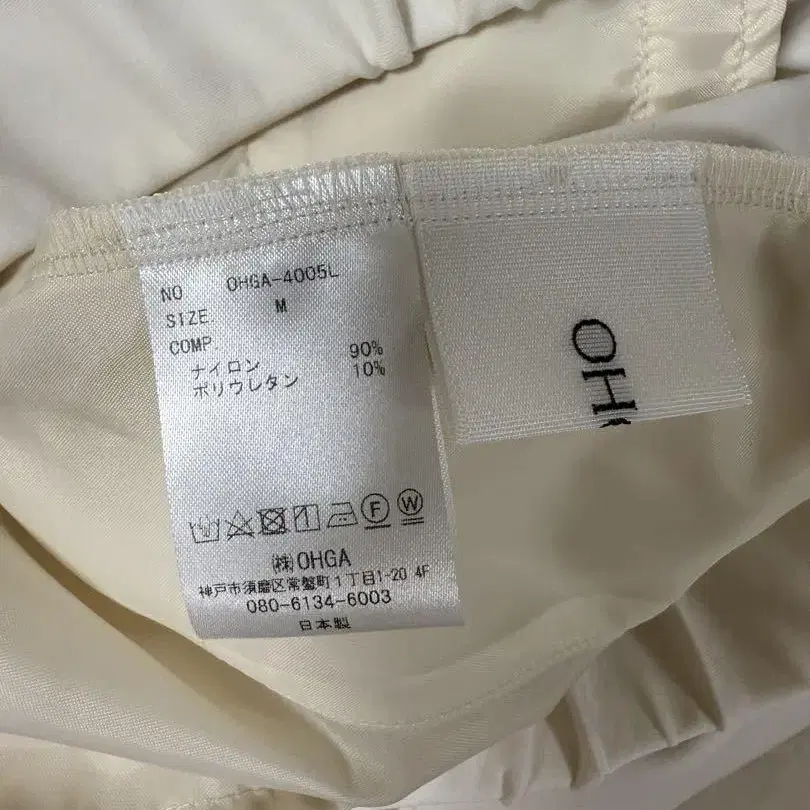 NO OHGA-4005L
SIZE M
COMP.
ナイロン 90%
ポリウレタン 10%
F W
㈱OHGA
神戸市須磨区常盤町1丁目1-20 4F
080-6134-6003
日本製
OHG